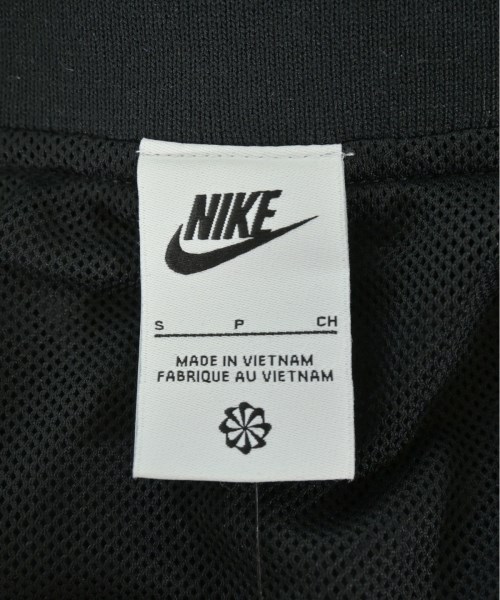 NIKE
S P CH
MADE IN VIETNAM
FABRIQUE AU VIETNAM